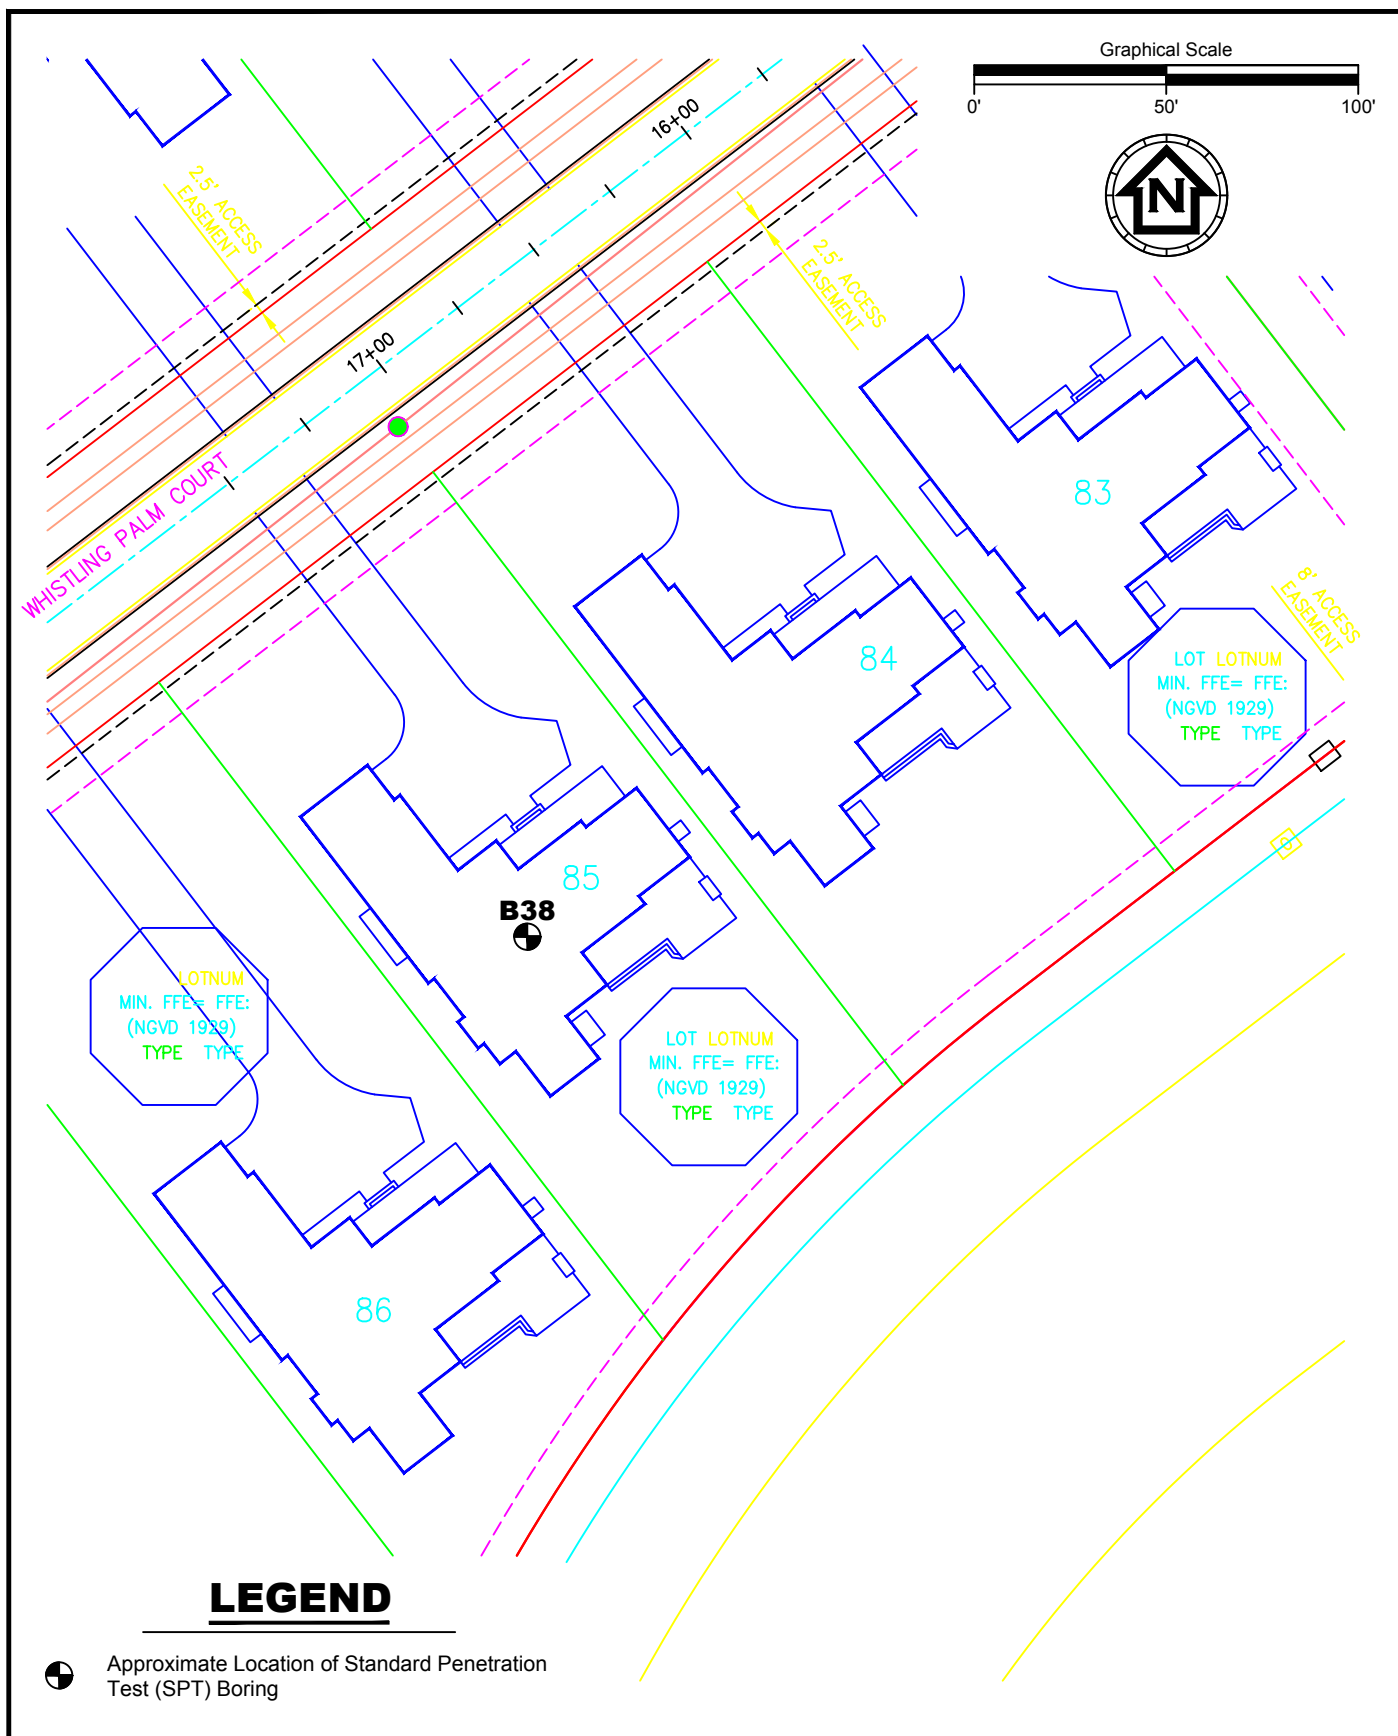 Graphical Scale
0' 50' 100'
N
16+00
2.5' ACCESS
EASEMENT
2.5' ACCESS
EASEMENT
17+00
WHISTLING PALM COURT
83
8' ACCESS
EASEMENT
84
LOT LOTNUM
MIN. FFE= FFE:
(NGVD 1929)
TYPE TYPE
85
B38
LOTNUM
MIN. FFE= FFE:
(NGVD 1929)
TYPE TYPE
LOT LOTNUM
MIN. FFE= FFE:
(NGVD 1929)
TYPE TYPE
86
LEGEND
Approximate Location of Standard Penetration
Test (SPT) Boring